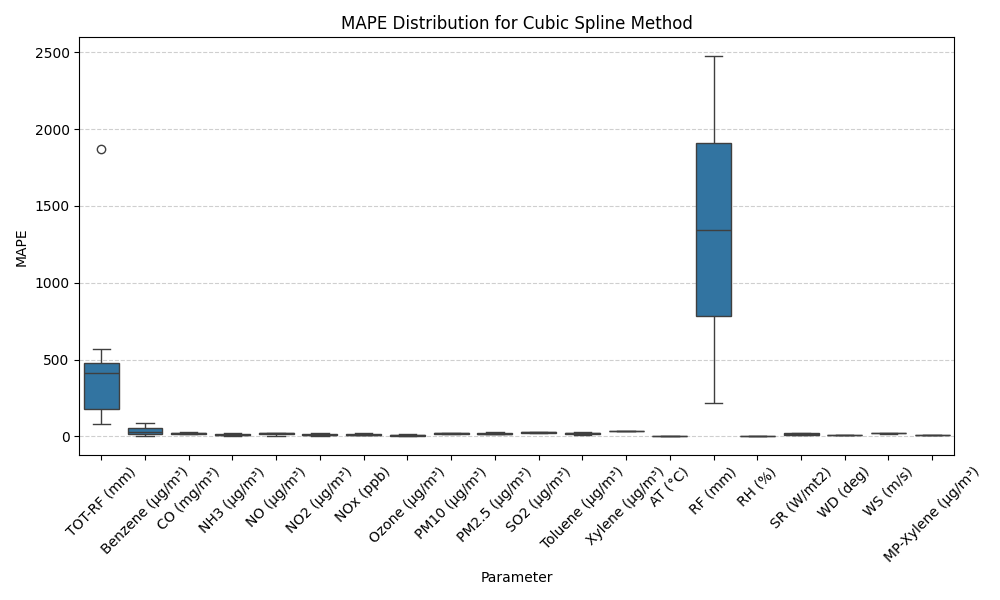 MAPE Distribution for Cubic Spline Method
MAPE
2500
2000
1500
1000
500
0
TOT-RF (mm)
Benzene (µg/m³)
CO (mg/m³)
NH3 (µg/m³)
NO (µg/m³)
NO2 (µg/m³)
NOx (ppb)
Ozone (µg/m³)
PM10 (µg/m³)
PM2.5 (µg/m³)
SO2 (µg/m³)
Toluene (µg/m³)
Xylene (µg/m³)
AT (°C)
RF (mm)
RH (%)
SR (W/mt2)
WD (deg)
WS (m/s)
MP-Xylene (µg/m³)
Parameter